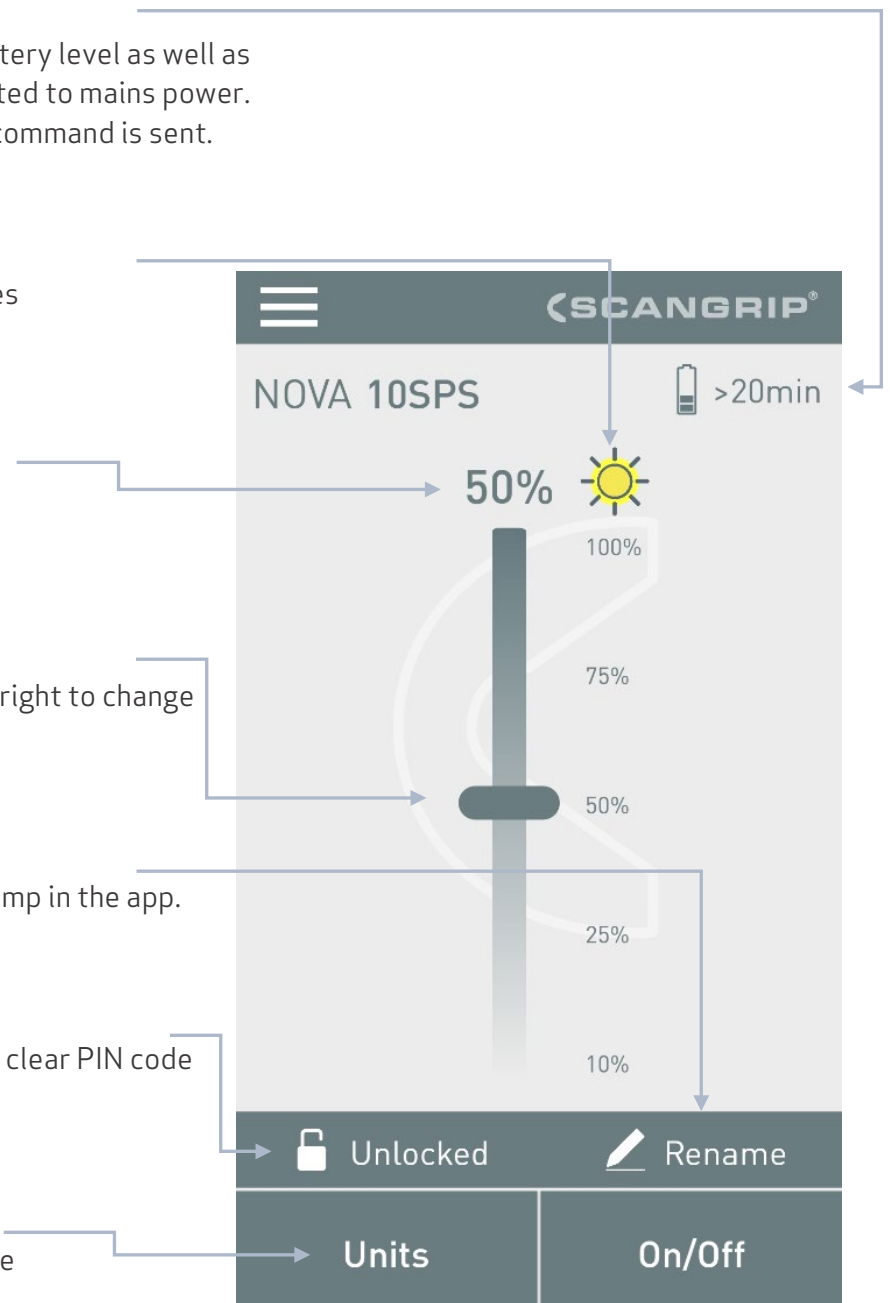 tery level as well as
ted to mains power.
command is sent.
es
SCANGRIP®
NOVA 10SPS
>20min
50%
100%
75%
right to change
50%
mp in the app.
25%
clear PIN code
10%
Unlocked
Rename
e
Units
On/Off